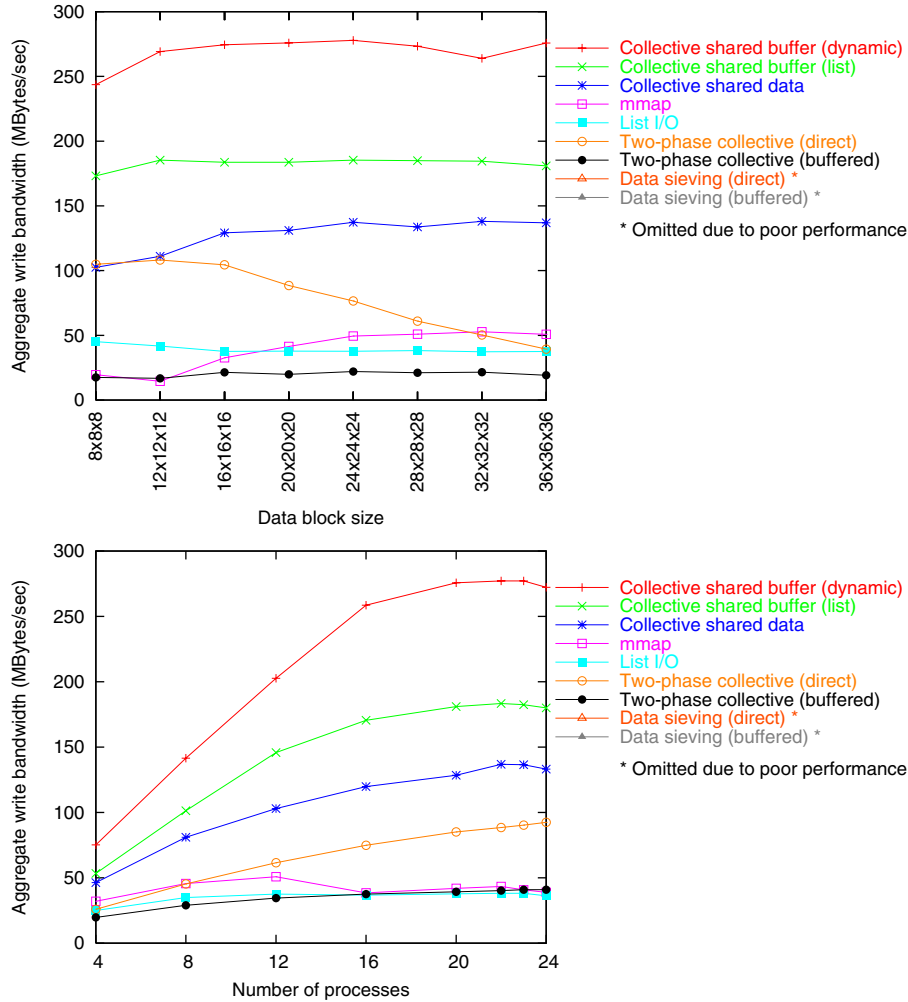 300
250
200
150
100
50
0
Aggregate write bandwidth (MBytes/sec)
8x8x8
12x12x12
16x16x16
20x20x20
24x24x24
28x28x28
32x32x32
36x36x36
Data block size
Collective shared buffer (dynamic)
Collective shared buffer (list)
Collective shared data
mmap
List I/O
Two-phase collective (direct)
Two-phase collective (buffered)
Data sieving (direct) *
Data sieving (buffered) *
* Omitted due to poor performance
300
250
200
150
100
50
0
Aggregate write bandwidth (MBytes/sec)
4 8 12 16 20 24
Number of processes
Collective shared buffer (dynamic)
Collective shared buffer (list)
Collective shared data
mmap
List I/O
Two-phase collective (direct)
Two-phase collective (buffered)
Data sieving (direct) *
Data sieving (buffered) *
* Omitted due to poor performance